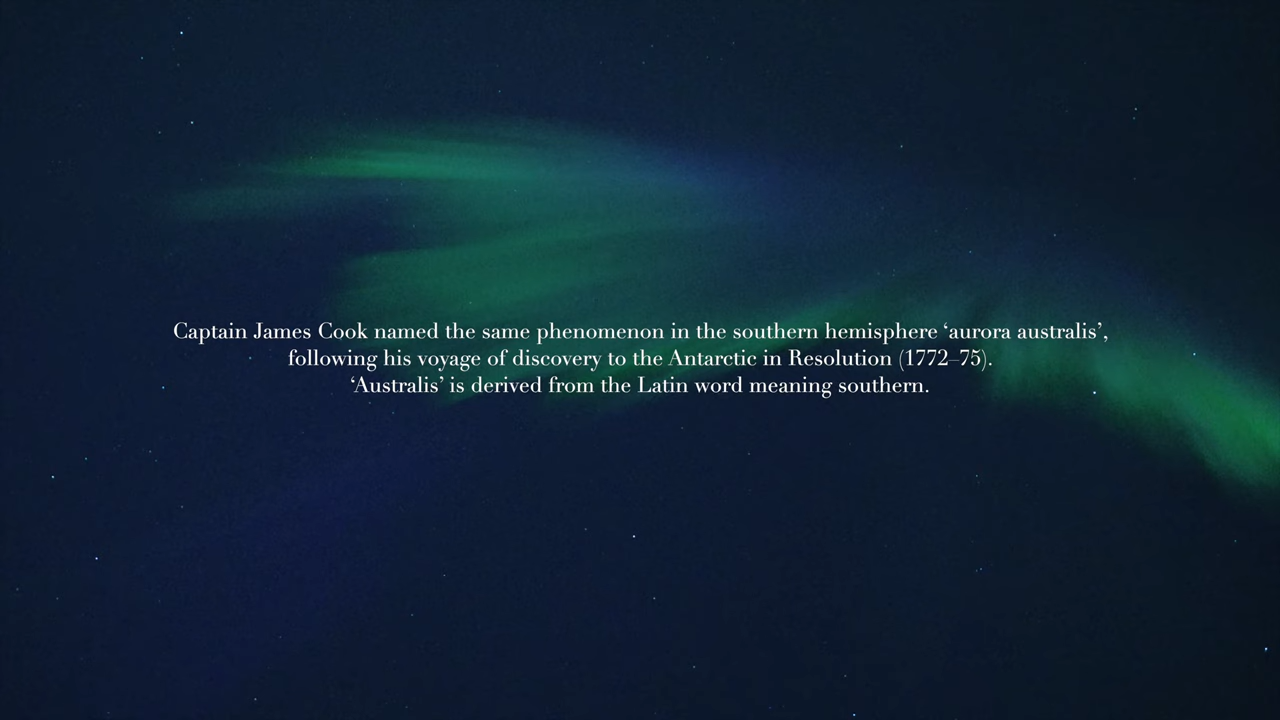 Captain James Cook named the same phenomenon in the southern hemisphere ‘aurora australis’,
following his voyage of discovery to the Antarctic in Resolution (1772–75).
‘Australis’ is derived from the Latin word meaning southern.